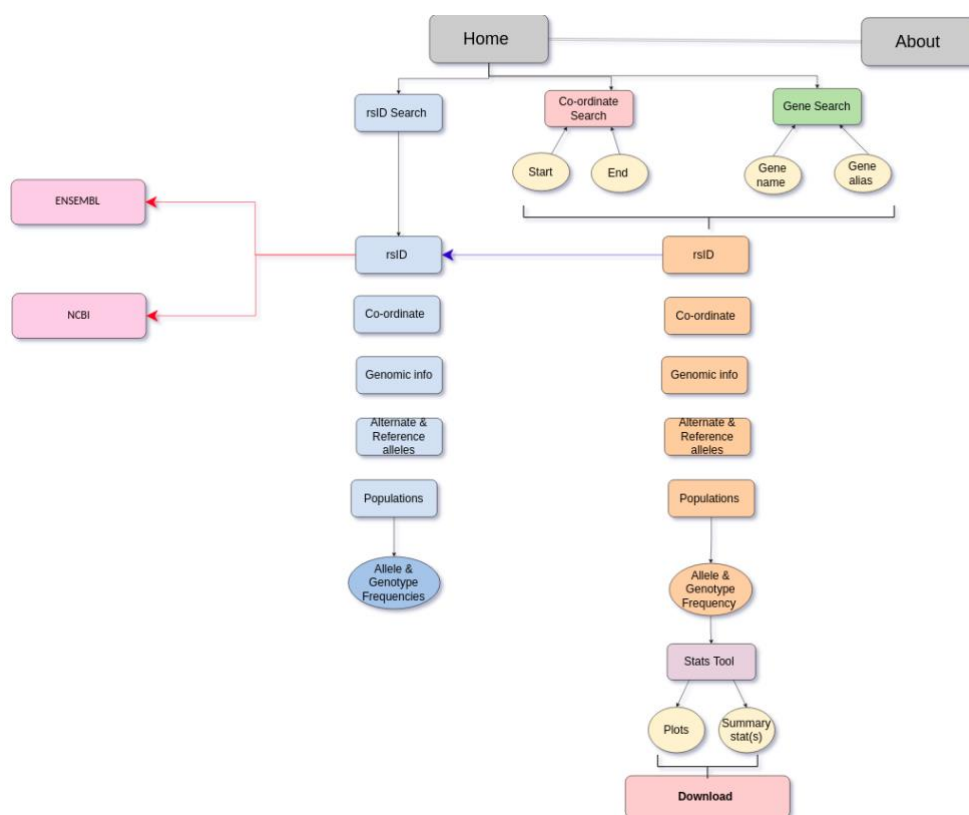 Home
About
rsID Search
Co-ordinate
Search
Gene Search
Start
End
Gene
name
Gene
alias
ENSEMBL
NCBI
rsID
rsID
Co-ordinate
Co-ordinate
Genomic info
Genomic info
Alternate &
Reference
alleles
Alternate &
Reference
alleles
Populations
Populations
Allele &
Genotype
Frequencies
Allele &
Genotype
Frequency
Stats Tool
Plots
Summary
stat(s)
Download